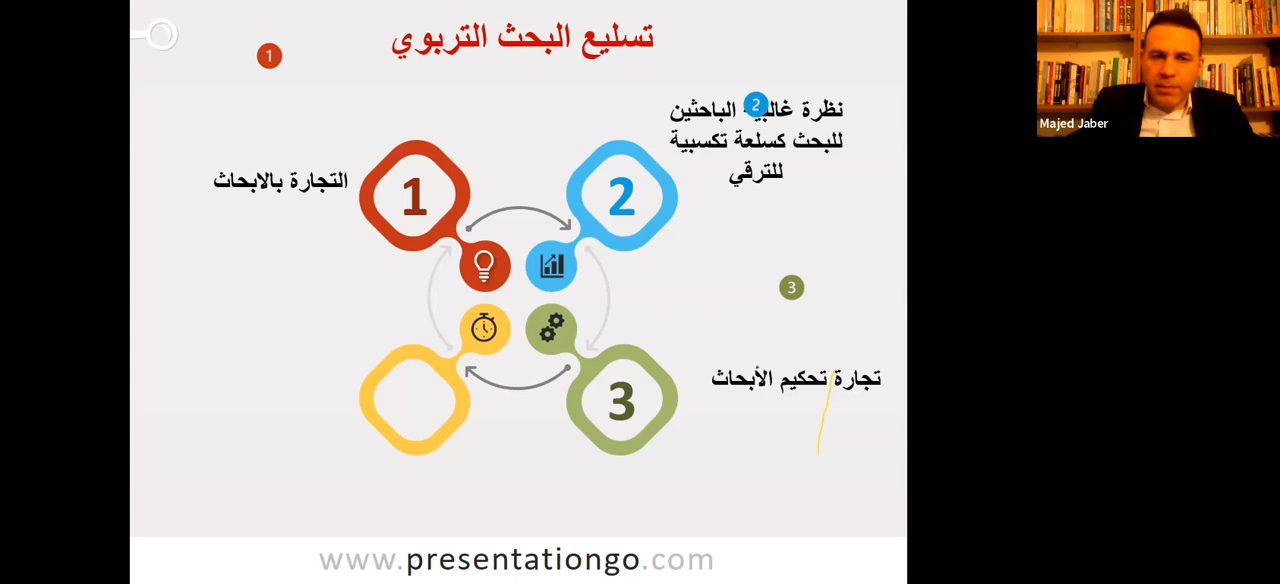 تسليع البحث التربوي
1
2
نظرة غالبية الباحثين
للبحث كسلعة تكسبية
للترقي
التجارة بالابحاث
1
2
3
تجارة تحكيم الأبحاث
3
www.presentationgo.com
Majed Jaber